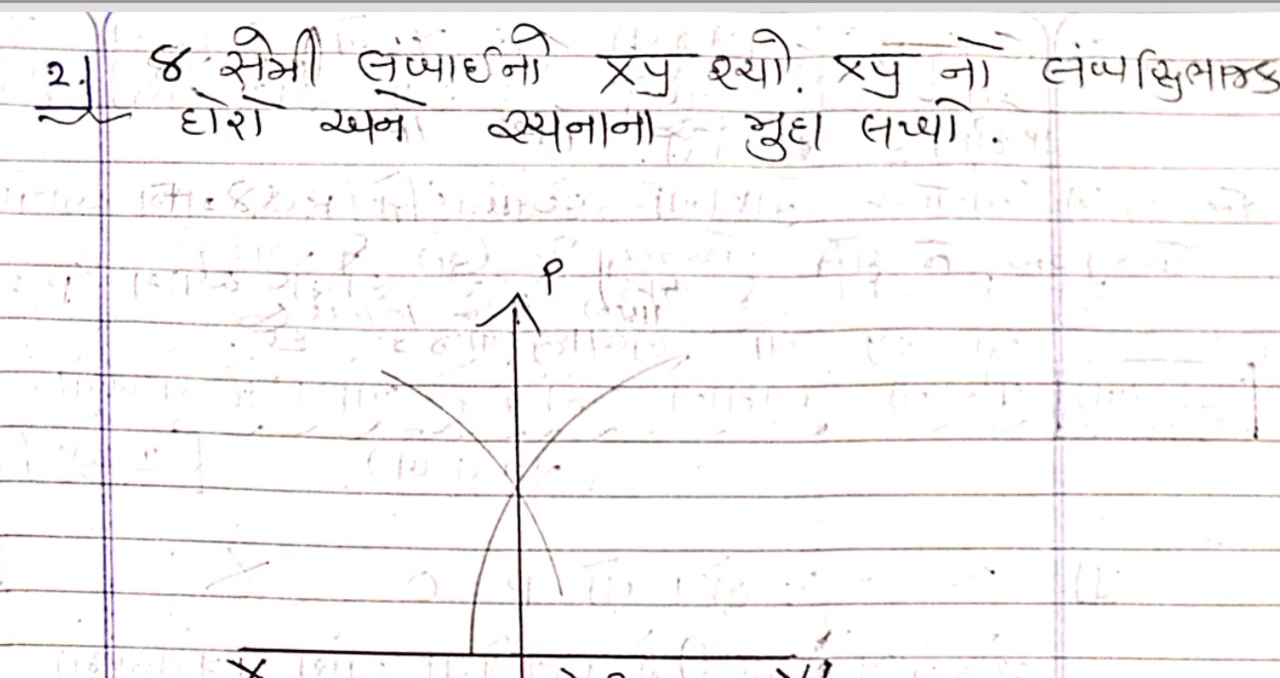 2. 8 સેમી લંબાઈનો xy રચો. xy નો લંબદ્વિભાજક
દોરો અને રચનાના મુદ્દા લખો.
P
X Y